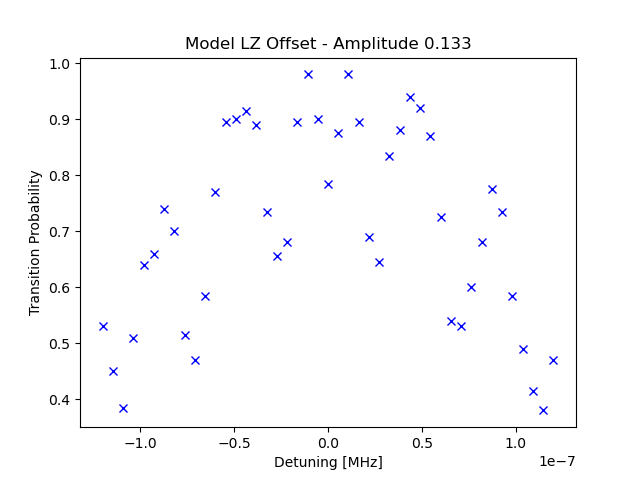 Model LZ Offset - Amplitude 0.133
Transition Probability
1.0
0.9
0.8
0.7
0.6
0.5
0.4
−1.0 −0.5 0.0 0.5 1.0
Detuning [MHz]
1e−7